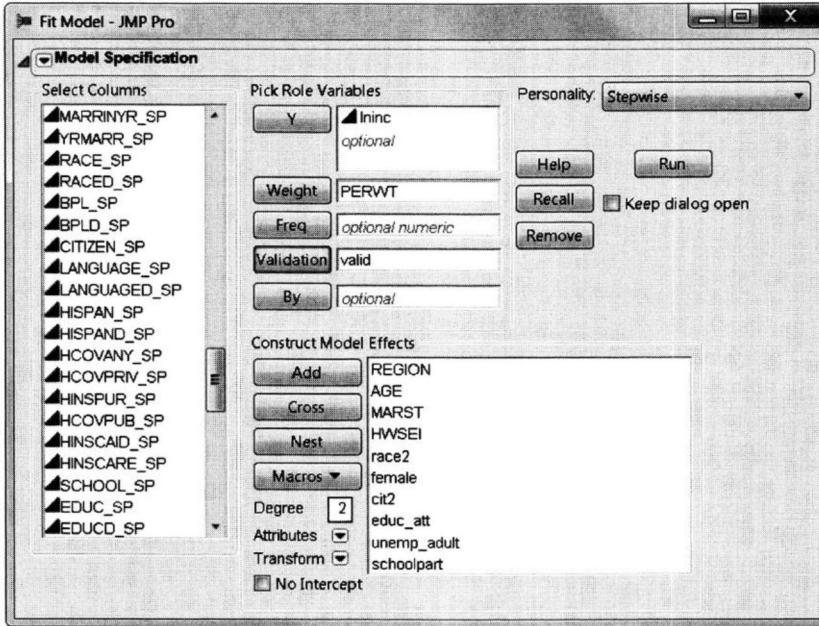 Fit Model - JMP Pro
Model Specification
Select Columns
MARRINYR_SP
YRMARR_SP
RACE_SP
RACED_SP
BPL_SP
BPLD_SP
CITIZEN_SP
LANGUAGE_SP
LANGUAGED_SP
HISPAN_SP
HISPAND_SP
HCOVANY_SP
HCOVPRIV_SP
HINSPUR_SP
HCOVPUB_SP
HINSCAID_SP
HINSCARE_SP
SCHOOL_SP
EDUC_SP
EDUCD_SP
Pick Role Variables
Y
lninc
optional
Weight
PERWT
Freq
optional numeric
Validation
valid
By
optional
Personality: Stepwise
Help
Run
Recall
Keep dialog open
Remove
Construct Model Effects
Add
Cross
Nest
Macros
Degree 2
Attributes
Transform
No Intercept
REGION
AGE
MARST
HWSEI
race2
female
cit2
educ_att
unemp_adult
schoolpart